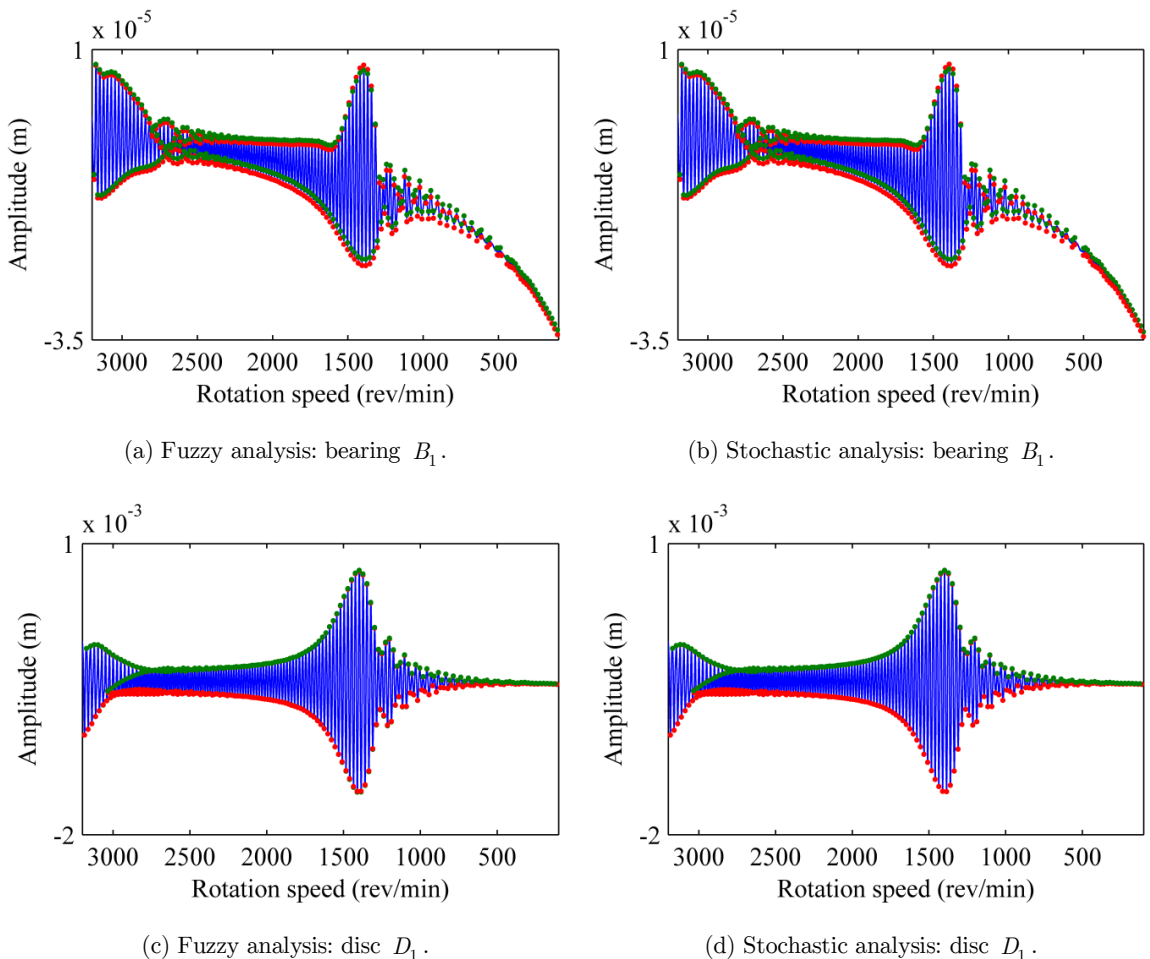 x 10-5
1
Amplitude (m)
-3.5
3000 2500 2000 1500 1000 500
Rotation speed (rev/min)
(a) Fuzzy analysis: bearing B1.
x 10-5
1
Amplitude (m)
-3.5
3000 2500 2000 1500 1000 500
Rotation speed (rev/min)
(b) Stochastic analysis: bearing B1.
x 10-3
1
Amplitude (m)
-2
3000 2500 2000 1500 1000 500
Rotation speed (rev/min)
(c) Fuzzy analysis: disc D1.
x 10-3
1
Amplitude (m)
-2
3000 2500 2000 1500 1000 500
Rotation speed (rev/min)
(d) Stochastic analysis: disc D1.